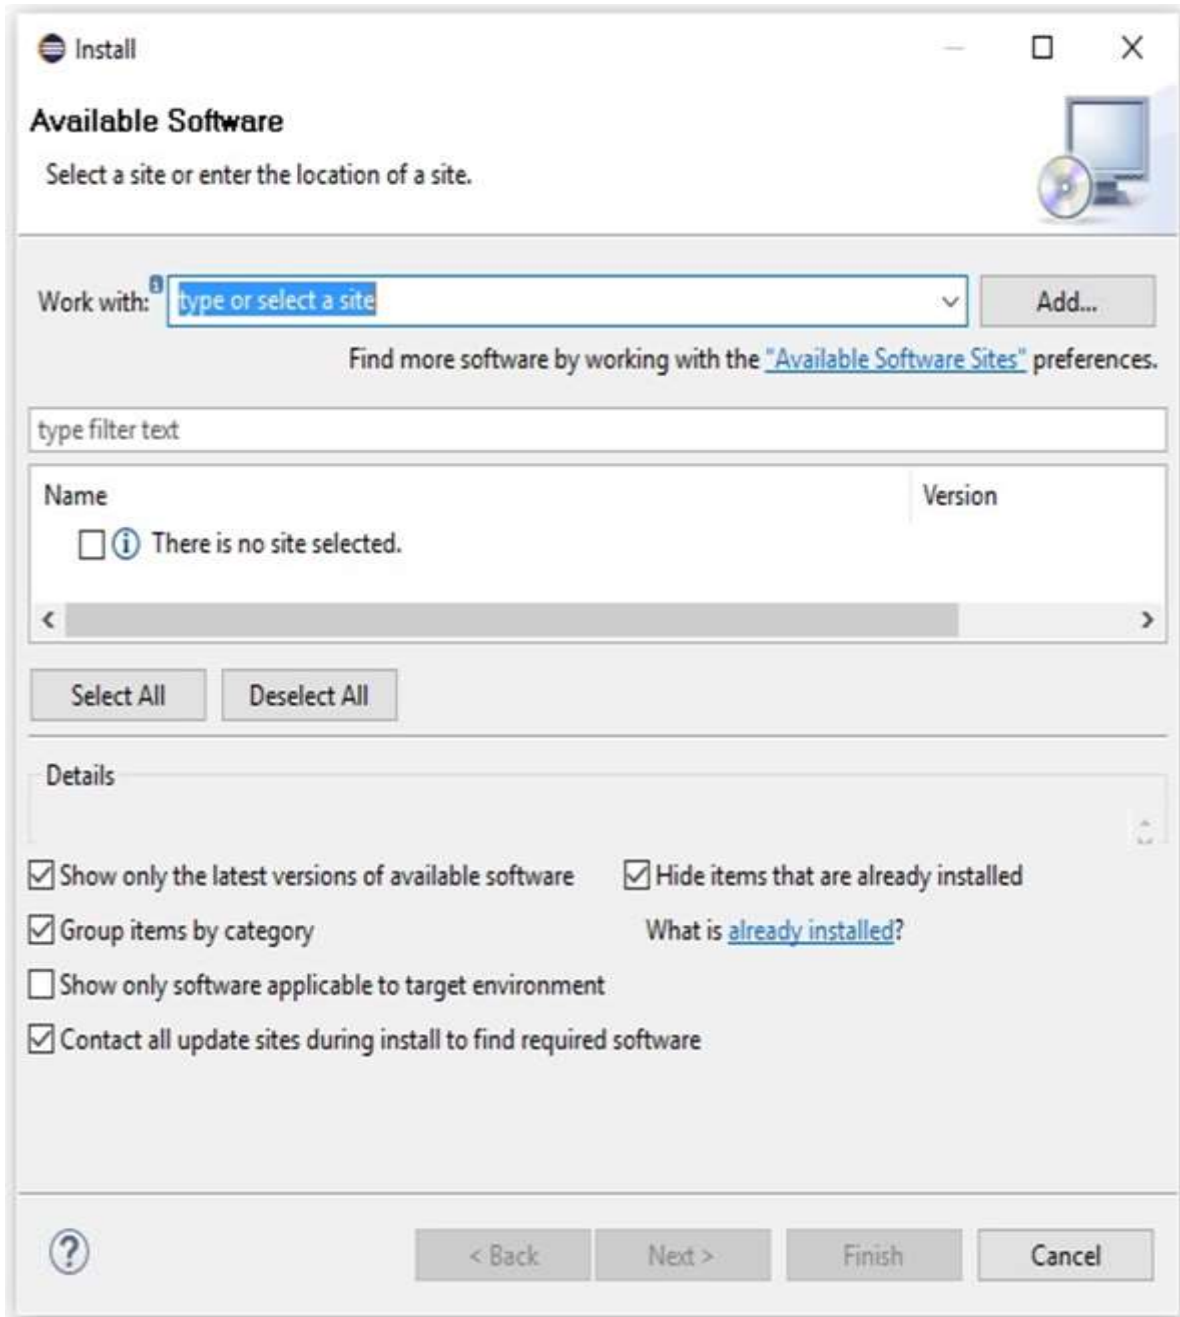 Install
Available Software
Select a site or enter the location of a site.
Work with: type or select a site Add...
Find more software by working with the "Available Software Sites" preferences.
type filter text
Name Version
There is no site selected.
Select All Deselect All
Details
Show only the latest versions of available software Hide items that are already installed
Group items by category What is already installed?
Show only software applicable to target environment
Contact all update sites during install to find required software
? < Back Next > Finish Cancel